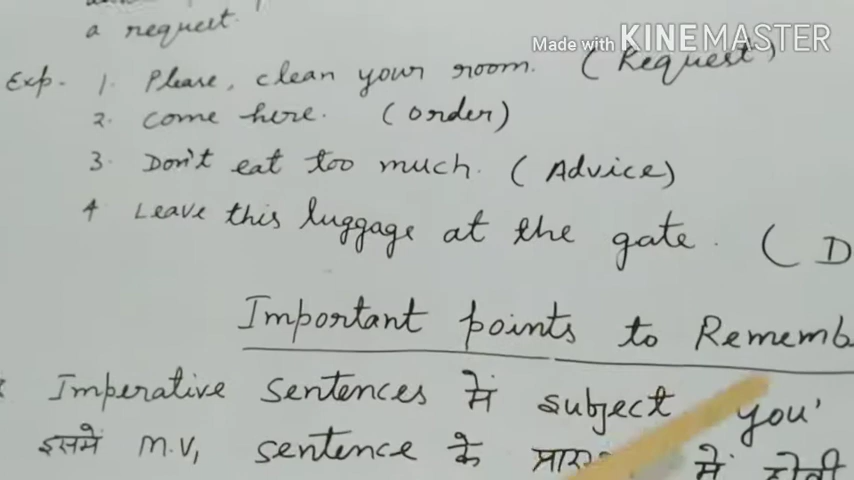 a request.
Made with KINEMASTER
Exp. 1. Please, clean your room. (Request)
2. Come here. (Order)
3. Don't eat too much. (Advice)
4 Leave this luggage at the gate. (D
Important points to Rememb
Imperative sentences में subject you'
इसमें M.V1 sentence के में होती